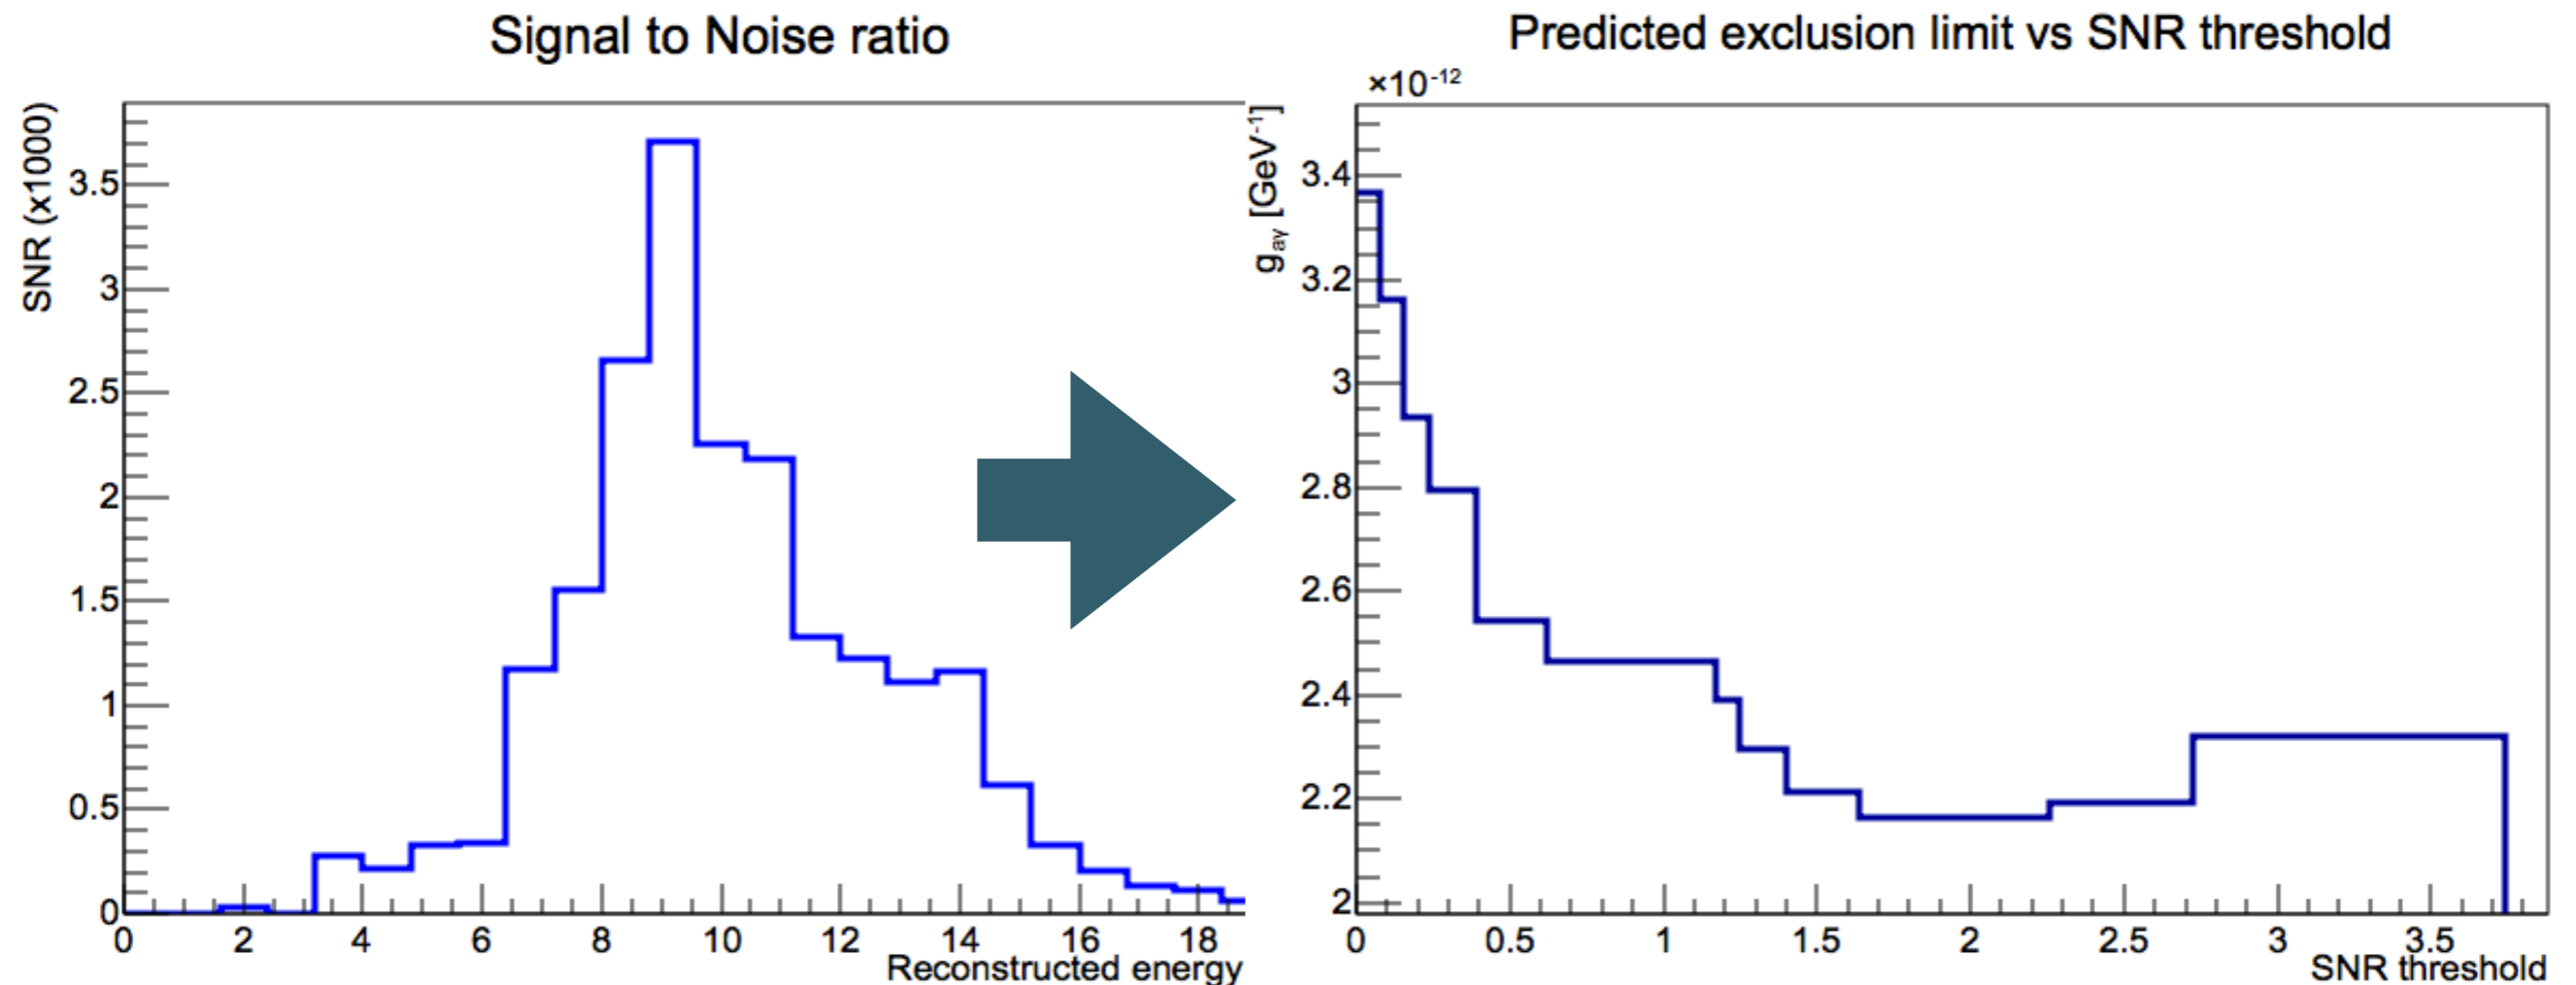 Signal to Noise ratio
SNR (x1000)
3.5
3
2.5
2
1.5
1
0.5
0
0 2 4 6 8 10 12 14 16 18
Reconstructed energy
Predicted exclusion limit vs SNR threshold
×10⁻¹²
gₐᵧ [GeV⁻¹]
3.4
3.2
3
2.8
2.6
2.4
2.2
2
0 0.5 1 1.5 2 2.5 3 3.5
SNR threshold